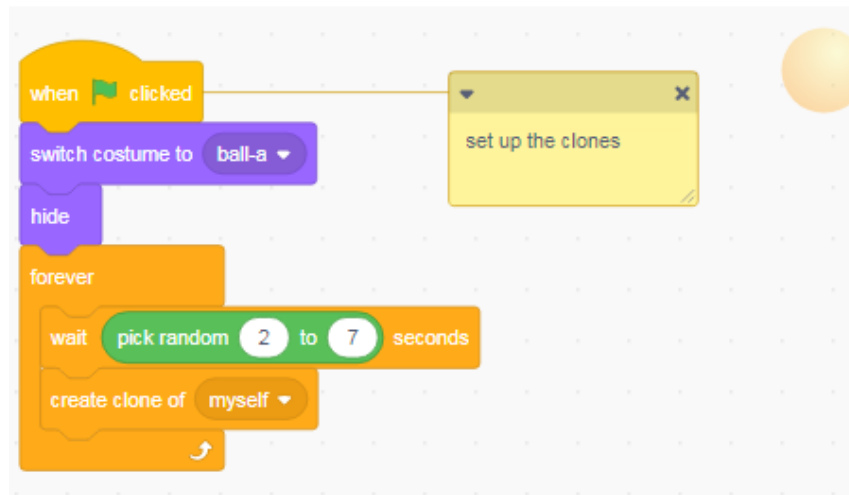 when clicked
set up the clones
switch costume to ball-a
hide
forever
wait pick random 2 to 7 seconds
create clone of myself